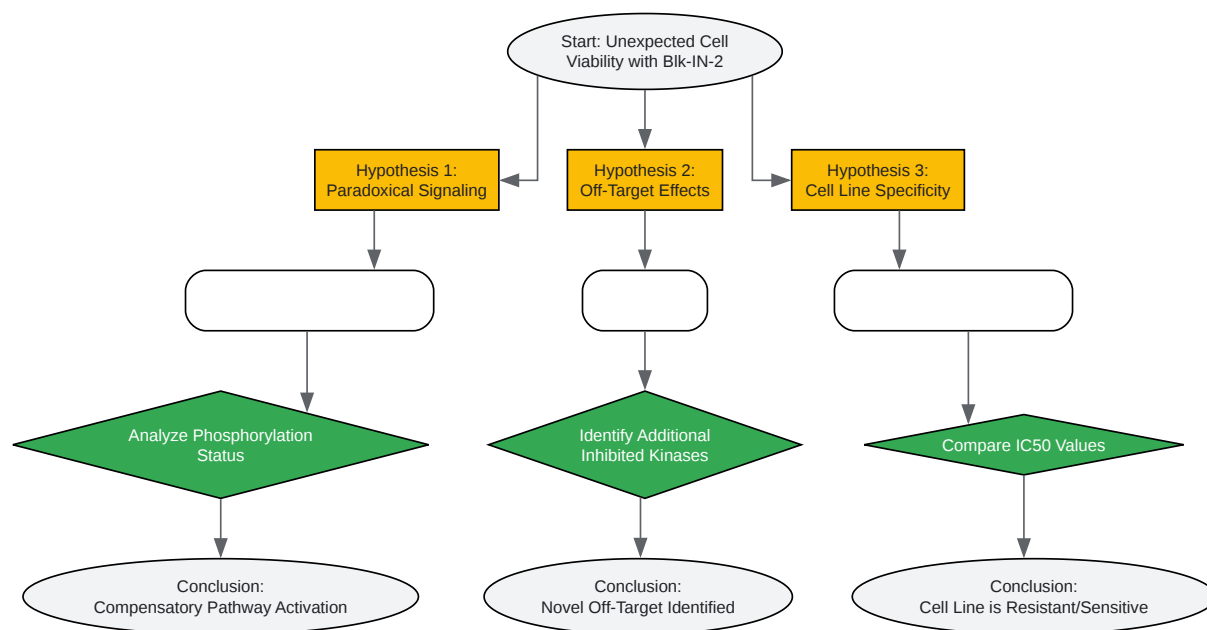 Start: Unexpected Cell
Viability with Blk-IN-2
Hypothesis 1:
Paradoxical Signaling
Hypothesis 2:
Off-Target Effects
Hypothesis 3:
Cell Line Specificity
Analyze Phosphorylation
Status
Identify Additional
Inhibited Kinases
Compare IC50 Values
Conclusion:
Compensatory Pathway Activation
Conclusion:
Novel Off-Target Identified
Conclusion:
Cell Line is Resistant/Sensitive